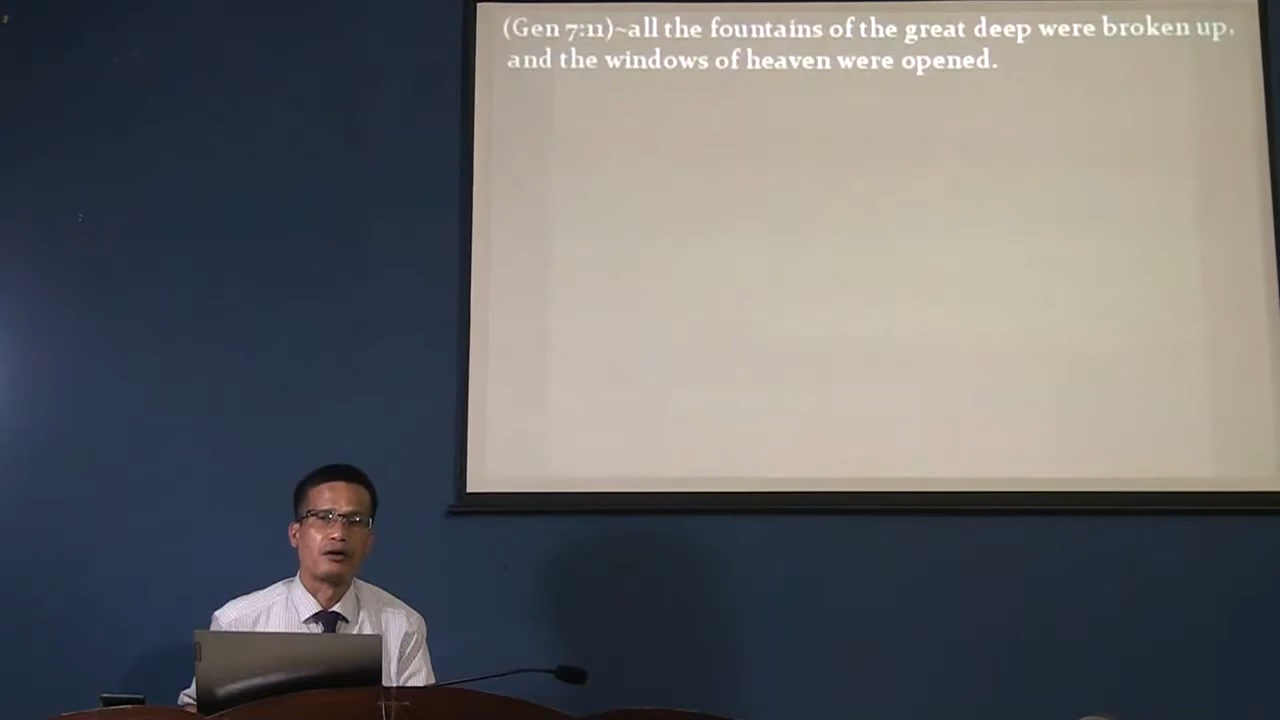 (Gen 7:11)~all the fountains of the great deep were broken up,
and the windows of heaven were opened.